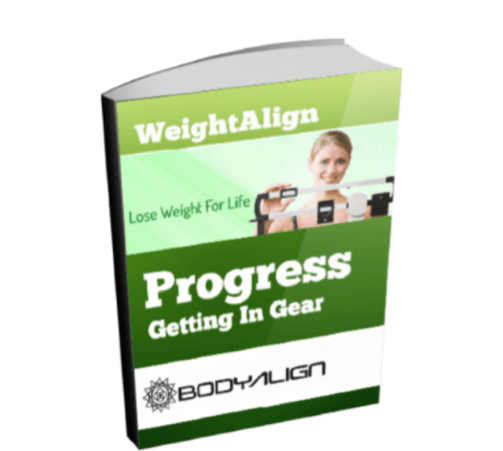 WeightAlign
Lose Weight For Life
Progress
Getting In Gear
BODYALIGN